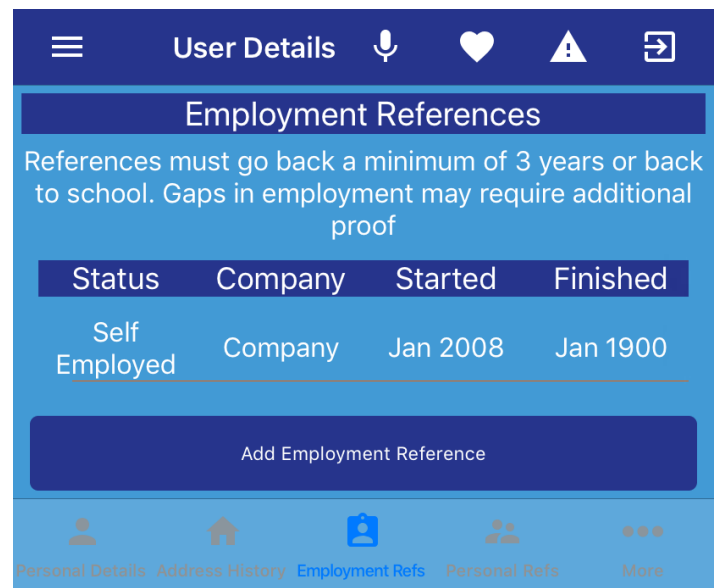 User Details
Employment References
References must go back a minimum of 3 years or back
to school. Gaps in employment may require additional
proof
Status Company Started Finished
Self
Employed Company Jan 2008 Jan 1900
Add Employment Reference
Personal Details Address History Employment Refs Personal Refs More